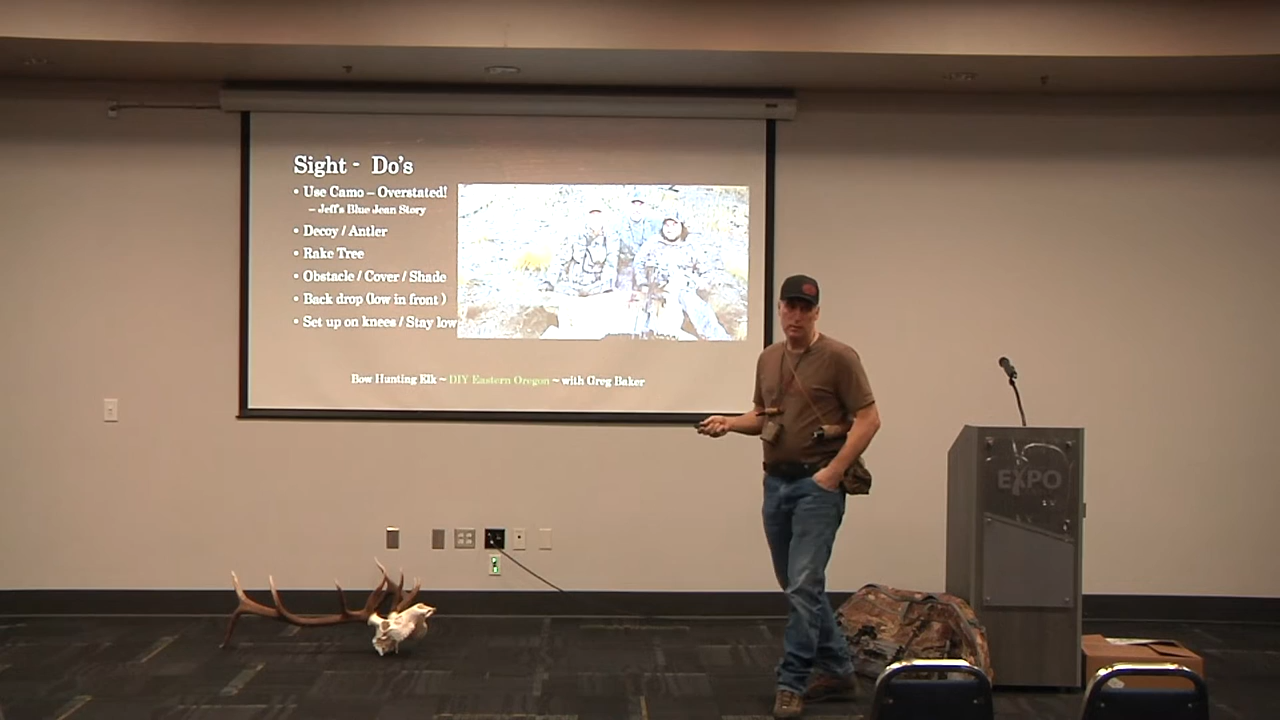 Sight - Do's
• Use Camo – Overstated!
– Jeff's Blue Jean Story
• Decoy / Antler
• Rake Tree
• Obstacle / Cover / Shade
• Back drop (low in front )
• Set up on knees / Stay low
Bow Hunting Elk ~ DIY Eastern Oregon ~ with Greg Baker
EXPO